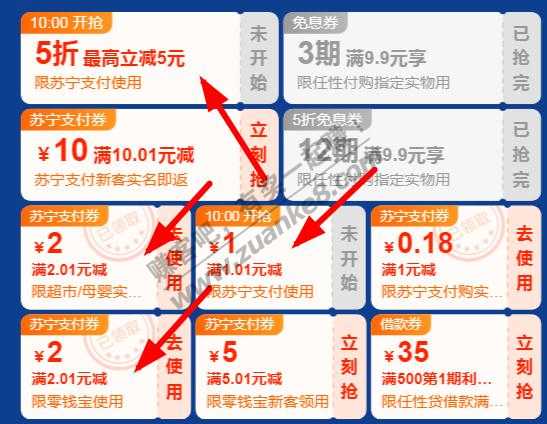 10:00 开抢
5折 最高立减5元
限苏宁支付使用
未开始
免息券
3期 满9.9元享
限任性付购指定实物用
已抢完
苏宁支付券
¥10 满10.01元减
苏宁支付新客实名即返
立刻抢
5折免息券
12期 满9.9元享
限任性付购指定实物用
已抢完
苏宁支付券
已领取
¥2
满2.01元减
限超市/母婴实...
去使用
10:00 开抢
¥1
满1.01元减
限苏宁支付使用
未开始
苏宁支付券
已领取
¥0.18
满1元减
限苏宁支付购实...
去使用
苏宁支付券
已领取
¥2
满2.01元减
限零钱宝使用
去使用
苏宁支付券
¥5
满5.01元减
限零钱宝新客领用
立刻抢
借款券
¥35
满500第1期利...
限任性贷借款满...
立刻抢
赚客吧,有奖一起赚!
www.zuanke8.com